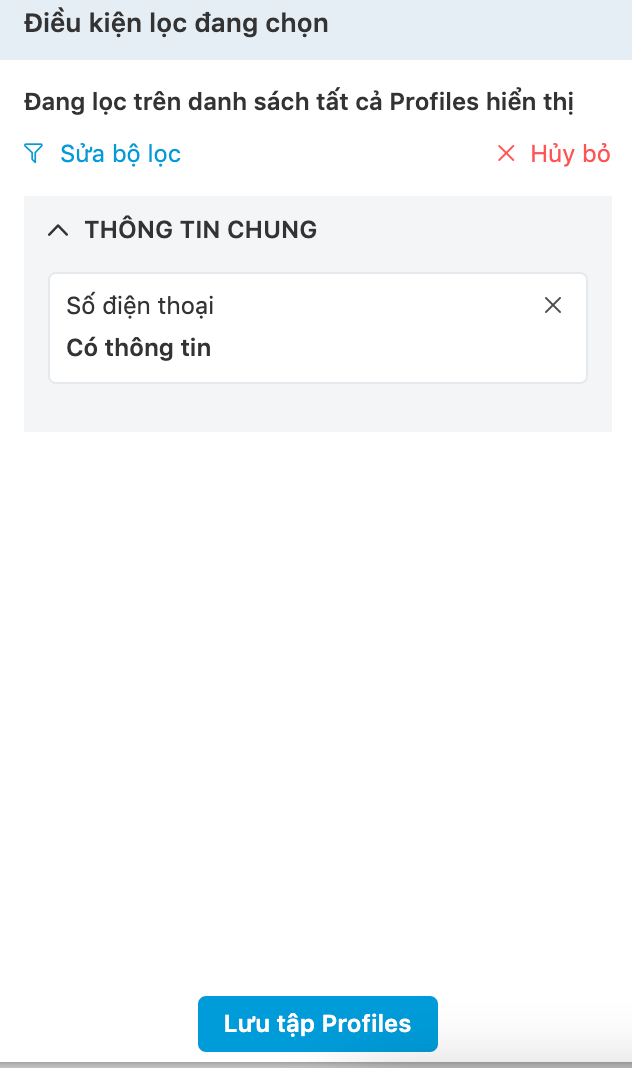 Điều kiện lọc đang chọn
Đang lọc trên danh sách tất cả Profiles hiển thị
Sửa bộ lọc
Hủy bỏ
THÔNG TIN CHUNG
Số điện thoại
Có thông tin
Lưu tập Profiles